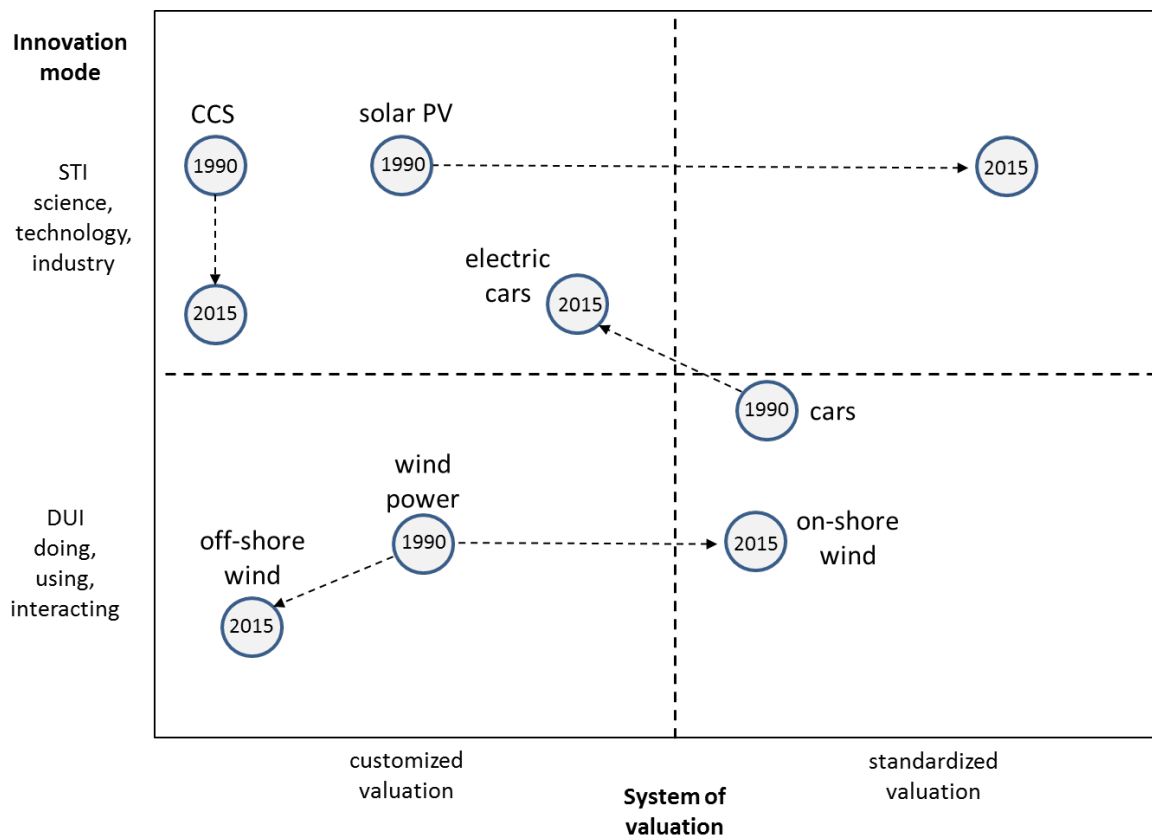 Innovation
mode
CCS
solar PV
1990
1990
2015
STI
science,
technology,
industry
electric
cars
2015
2015
1990
cars
wind
power
DUI
doing,
using,
interacting
off-shore
wind
1990
2015
on-shore
wind
2015
customized
valuation
standardized
valuation
System of
valuation